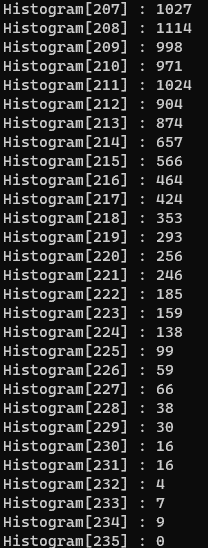 Histogram[207] : 1027
Histogram[208] : 1114
Histogram[209] : 998
Histogram[210] : 971
Histogram[211] : 1024
Histogram[212] : 904
Histogram[213] : 874
Histogram[214] : 657
Histogram[215] : 566
Histogram[216] : 464
Histogram[217] : 424
Histogram[218] : 353
Histogram[219] : 293
Histogram[220] : 256
Histogram[221] : 246
Histogram[222] : 185
Histogram[223] : 159
Histogram[224] : 138
Histogram[225] : 99
Histogram[226] : 59
Histogram[227] : 66
Histogram[228] : 38
Histogram[229] : 30
Histogram[230] : 16
Histogram[231] : 16
Histogram[232] : 4
Histogram[233] : 7
Histogram[234] : 9
Histogram[235] : 0